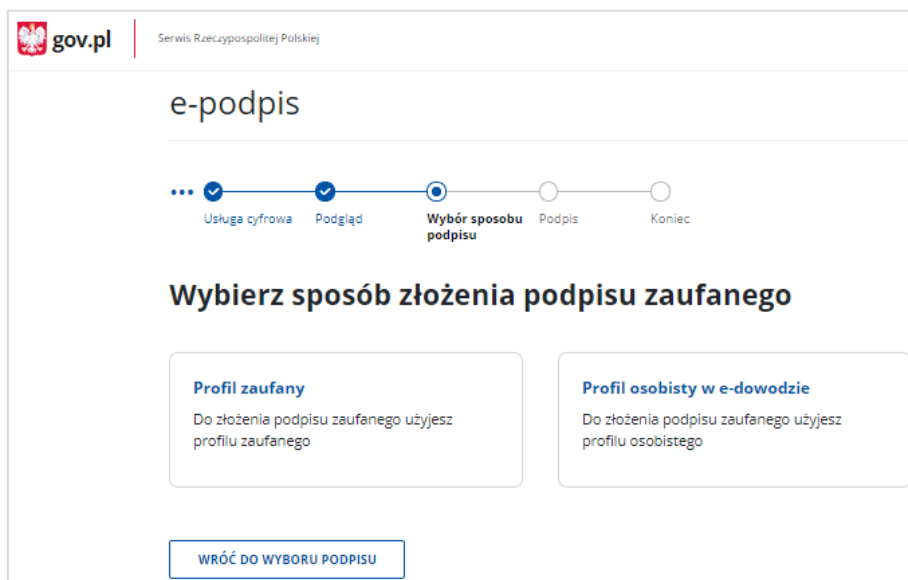 gov.pl
Serwis Rzeczypospolitej Polskiej
e-podpis
Usługa cyfrowa
Podgląd
Wybór sposobu
podpisu
Podpis
Koniec
Wybierz sposób złożenia podpisu zaufanego
Profil zaufany
Do złożenia podpisu zaufanego użyjesz
profilu zaufanego
Profil osobisty w e-dowodzie
Do złożenia podpisu zaufanego użyjesz
profilu osobistego
WRÓĆ DO WYBORU PODPISU